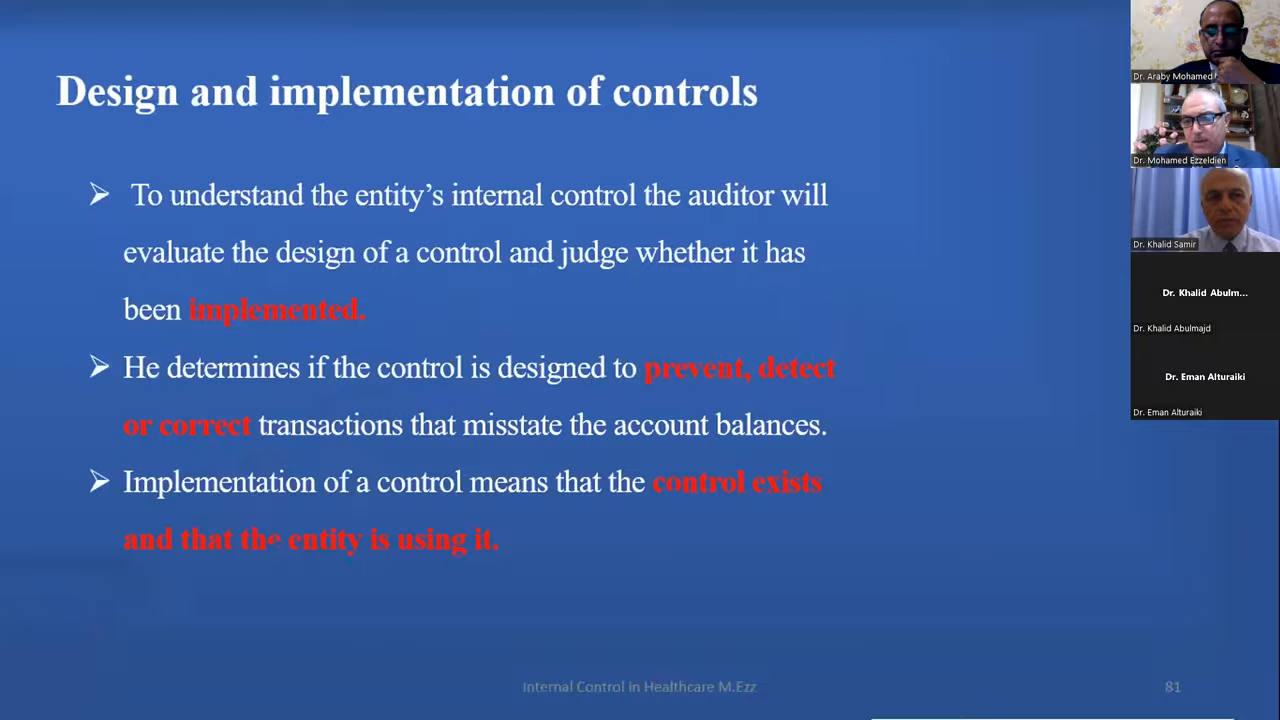 Design and implementation of controls
➢ To understand the entity’s internal control the auditor will
evaluate the design of a control and judge whether it has
been implemented.
➢ He determines if the control is designed to prevent, detect
or correct transactions that misstate the account balances.
➢ Implementation of a control means that the control exists
and that the entity is using it.
Internal Control in Healthcare M.Ezz
81
Dr. Araby Mohamed
Dr. Mohamed Ezzeldien
Dr. Khalid Samir
Dr. Khalid Abulm...
Dr. Khalid Abulmajd
Dr. Eman Alturaiki
Dr. Eman Alturaiki